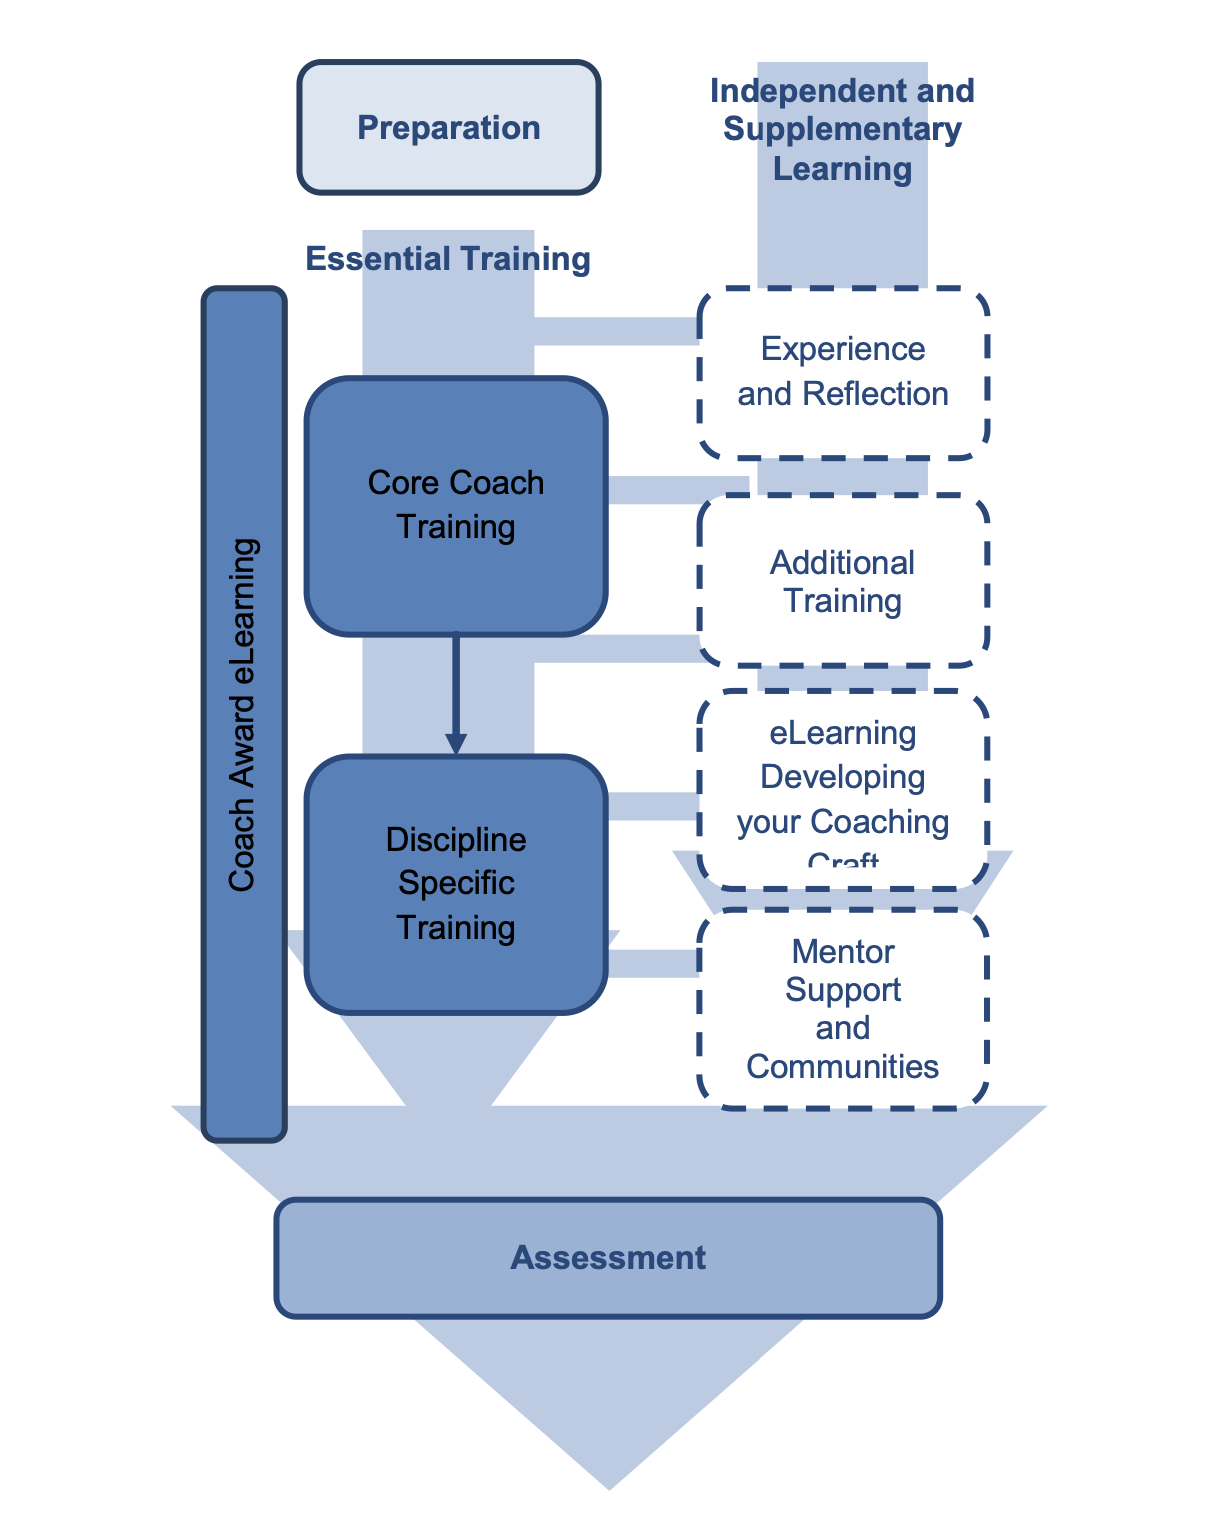 Preparation
Independent and
Supplementary
Learning
Essential Training
Coach Award eLearning
Core Coach
Training
Discipline
Specific
Training
Experience
and Reflection
Additional
Training
eLearning
Developing
your Coaching
Craft
Mentor
Support
and
Communities
Assessment